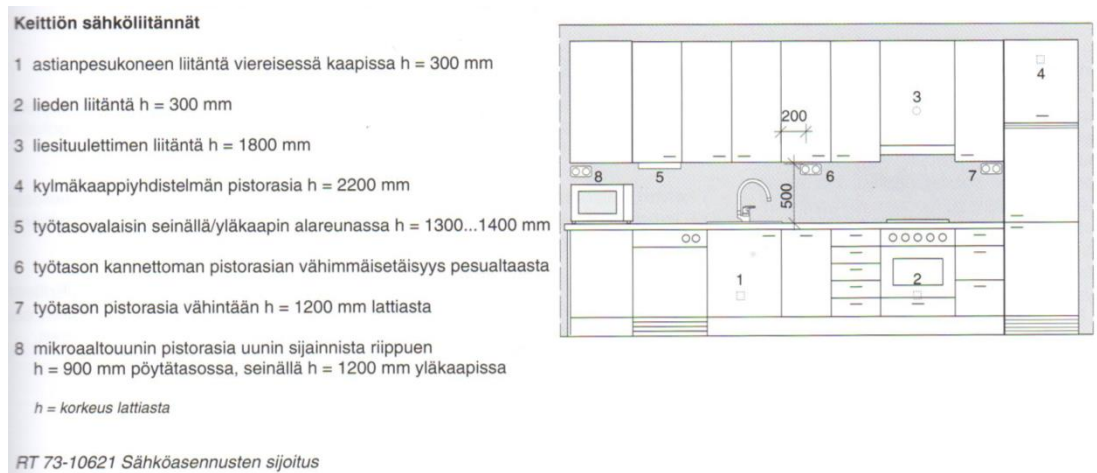 Keittiön sähköliitännät
1 astianpesukoneen liitäntä viereisessä kaapissa h = 300 mm
2 lieden liitäntä h = 300 mm
3 liesituulettimen liitäntä h = 1800 mm
4 kylmäkaappiyhdistelmän pistorasia h = 2200 mm
5 työtasovalaisin seinällä/yläkaapin alareunassa h = 1300...1400 mm
6 työtason kannettoman pistorasian vähimmäisetäisyys pesualtaasta
7 työtason pistorasia vähintään h = 1200 mm lattiasta
8 mikroaaltouunin pistorasia uunin sijainnista riippuen
h = 900 mm pöytätasossa, seinällä h = 1200 mm yläkaapissa
h = korkeus lattiasta
RT 73-10621 Sähköasennusten sijoitus
4
3
200
8
5
6
7
500
1
2